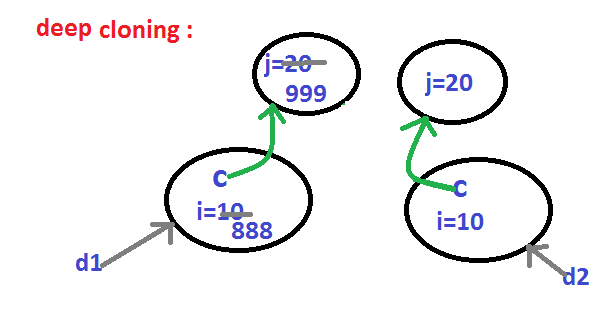 deep cloning :
j=20
999
j=20
c
i=10
888
c
i=10
d1
d2